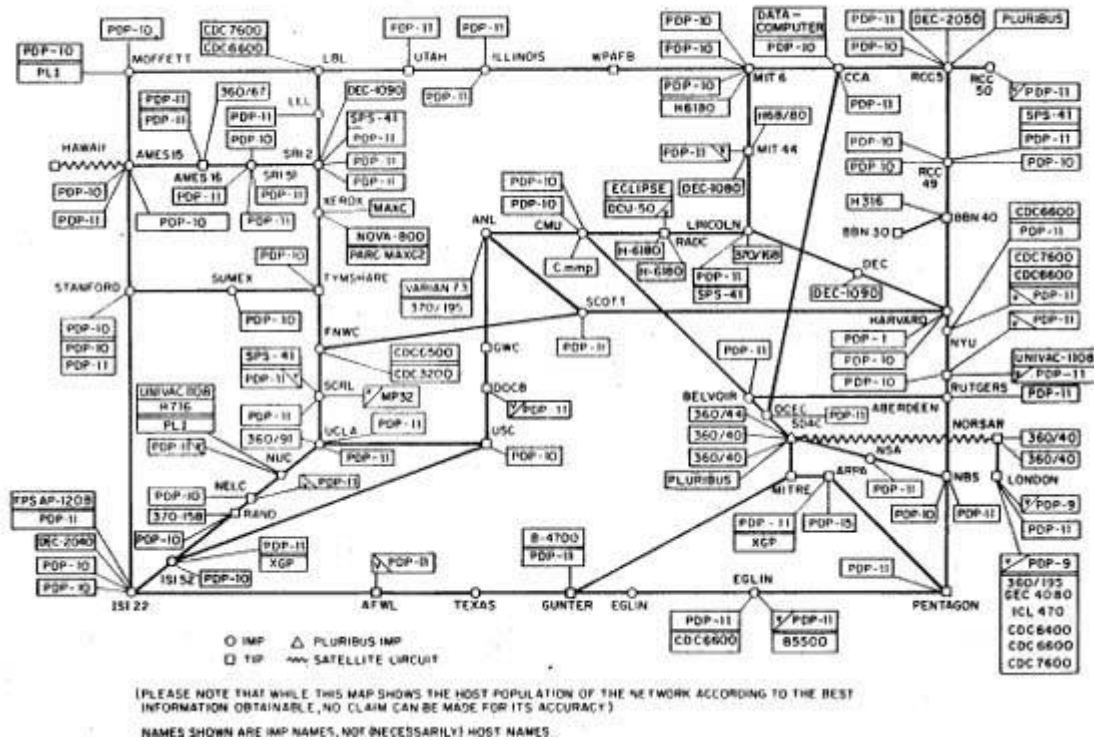 PDP-10
PL1
PDP-10
MOFFETT
CDC7600
CDC6600
LBL
PDP-11
UTAH
PDP-11
ILLINOIS
PDP-11
WPAFB
PDP-10
PDP-10
PDP-10
H6180
MIT 6
DATA-
COMPUTER
PDP-10
CCA
PDP-11
PDP-11
PDP-10
DEC-2050
PLURIBUS
RCC5
RCC
50
PDP-11
SPS-41
PDP-11
PDP-10
PDP-10
PDP-10
RCC
49
HAWAII
AMES15
PDP-10
PDP-11
PDP-10
PDP-11
PDP-11
360/67
AMES16
PDP-11
LLL
PDP-11
PDP-10
SRI 51
PDP-11
SRI 2
DEC-1090
SPS-41
PDP-11
PDP-11
PDP-11
XEROX
MAXC
NOVA-800
PARC MAXC2
H68/80
MIT 44
PDP-11
DEC-1080
H316
BBN 40
BBN 30
STANFORD
PDP-10
PDP-10
PDP-11
SUMEX
PDP-10
PDP-10
TYMSHARE
FNWC
CDC6500
CDC3200
ANL
VARIAN 73
370/195
CMU
PDP-10
PDP-10
C.mmp
ECLIPSE
DCU-50
RADC
H-6180
H-6180
LINCOLN
370/168
PDP-11
SPS-41
DEC
DEC-1090
SCOTT
PDP-11
HARVARD
PDP-1
PDP-10
PDP-10
CDC6600
PDP-11
CDC7600
CDC6600
PDP-11
PDP-11
NYU
UNIVAC-1108
PDP-11
PDP-11
RUTGERS
GWC
DOCB
PDP-11
SPS-41
PDP-11
SCRL
MP32
PDP-11
360/91
UCLA
PDP-11
PDP-11
USC
PDP-10
UNIVAC 1108
H716
PL1
PDP-11
NUC
NELC
PDP-11
PDP-10
370-158
RAND
PDP-10
PDP-11
BELVOIR
ABERDEEN
360/44
360/40
360/40
PLURIBUS
DCEC
PDP-11
SDAC
NORSAR
360/40
360/40
NSA
PDP-11
NBS
PDP-10
PDP-11
LONDON
PDP-9
PDP-11
PDP-9
360/195
GEC 4080
ICL 470
CDC6400
CDC6600
CDC7600
MITRE
ARPA
PDP-11
XGP
PDP-15
FPS AP-120B
PDP-11
DEC-2040
PDP-10
PDP-10
ISI 22
ISI 52
PDP-11
XGP
PDP-10
PDP-11
AFWL
TEXAS
B-4700
PDP-11
GUNTER
EGLIN
EGLIN
PDP-11
CDC6600
PDP-11
B5500
PDP-11
PENTAGON
IMP
PLURIBUS IMP
TIP
SATELLITE CIRCUIT
(PLEASE NOTE THAT WHILE THIS MAP SHOWS THE HOST POPULATION OF THE NETWORK ACCORDING TO THE BEST
INFORMATION OBTAINABLE, NO CLAIM CAN BE MADE FOR ITS ACCURACY)
NAMES SHOWN ARE IMP NAMES, NOT (NECESSARILY) HOST NAMES